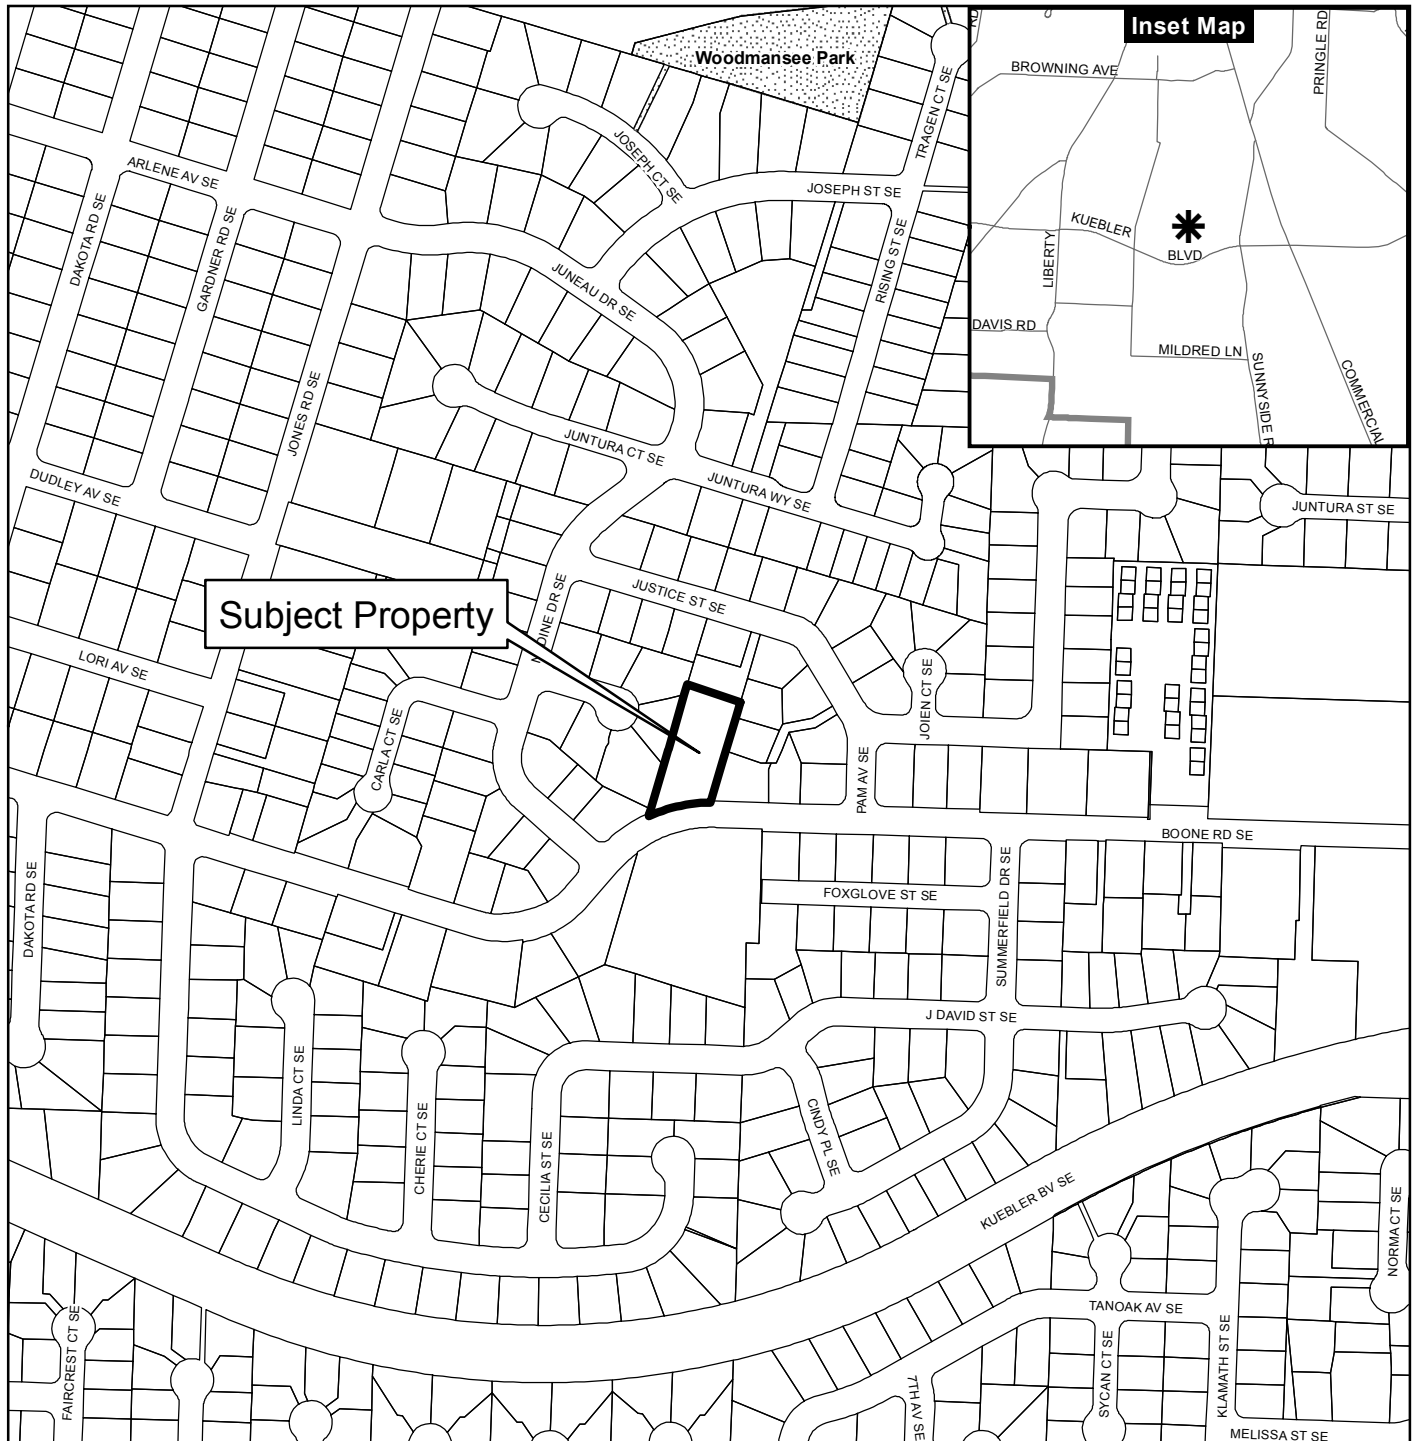 Inset Map
Woodmansee Park
BROWNING AVE
PRINGLE RD
KUEBLER
BLVD
LIBERTY
DAVIS RD
MILDRED LN
SUNNYSIDE R
COMMERCIAL
TRAGEN CT SE
JOSEPH CT SE
JOSEPH ST SE
ARLENE AV SE
DAKOTA RD SE
GARDNER RD SE
RISING ST SE
JUNEAU DR SE
JONES RD SE
JUNTURA CT SE
JUNTURA WY SE
DUDLEY AV SE
JUNTURA ST SE
JUSTICE ST SE
Subject Property
LORI AV SE
CARLA CT SE
JOIEN CT SE
PAM AV SE
BOONE RD SE
DAKOTA RD SE
FOXGLOVE ST SE
SUMMERFIELD DR SE
J DAVID ST SE
LINDA CT SE
CHERIE CT SE
CECILIA ST SE
CINDY PL SE
KUEBLER BV SE
NORMA CT SE
TANOAK AV SE
FAIRCREST CT SE
7TH AV SE
SYCAN CT SE
KLAMATH ST SE
MELISSA ST SE